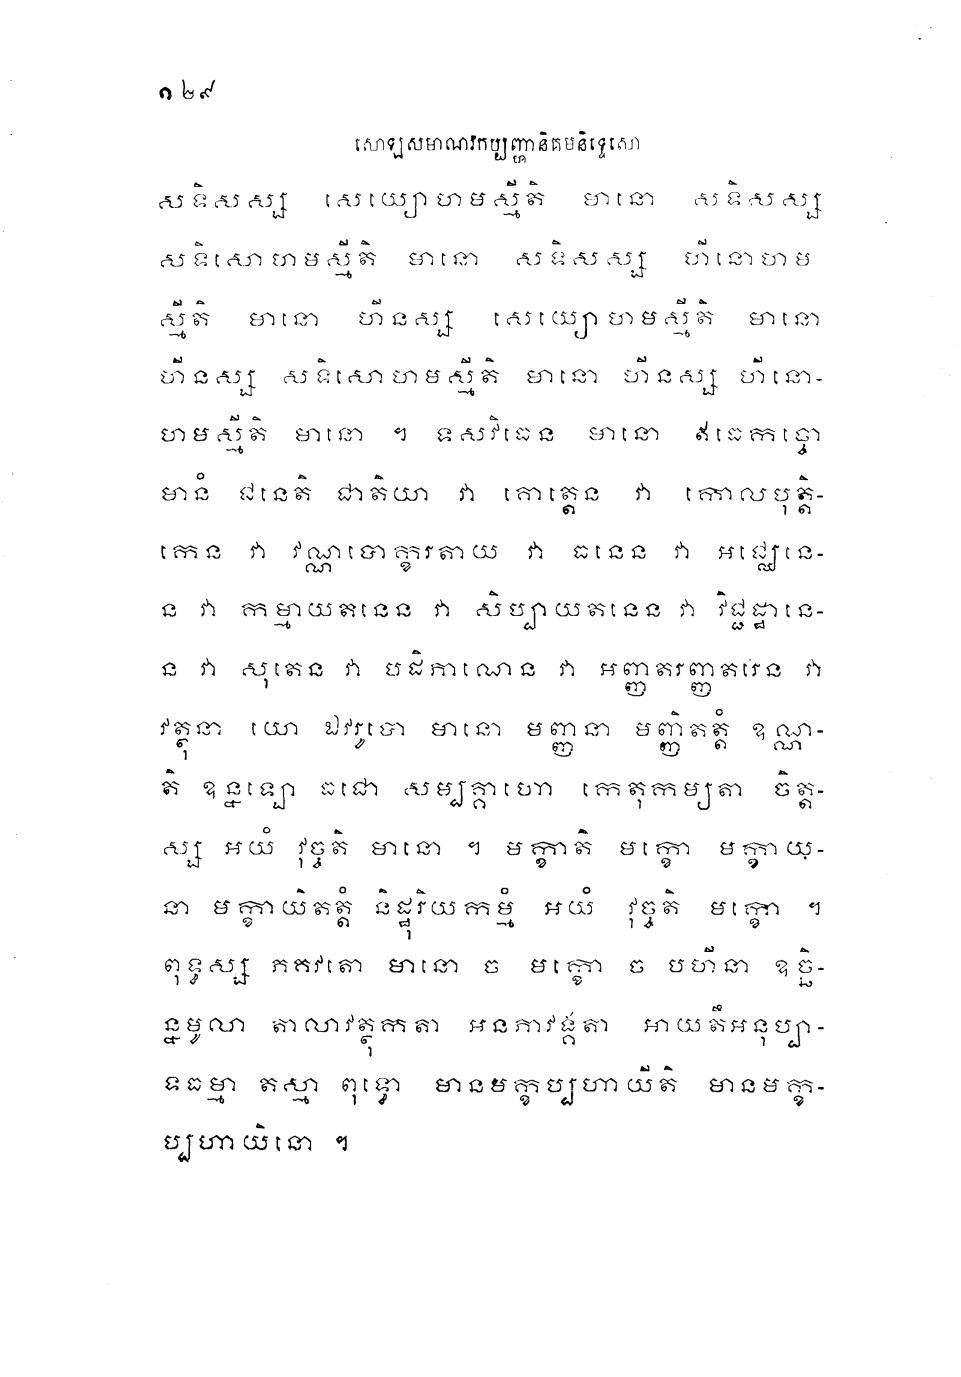 ១២៩
សោឡសមាណវកប្បញ្ហានិគមនិទ្ទេសោ
សទិសស្ស សេយ្យោហមស្មីតិ មានោ សទិសស្ស
សទិសោហមស្មីតិ មានោ សទិសស្ស ហីនោហម
ស្មីតិ មានោ ហីនស្ស សេយ្យោហមស្មីតិ មានោ
ហីនស្ស សទិសោហមស្មីតិ មានោ ហីនស្ស ហីនោ-
ហមស្មីតិ មានោ ។ ទសវិធេន មានោ ឥធេកច្ចោ
មានំ ជនេតិ ជាតិយា វា គោត្តេន វា កោលបុត្តិ-
កេន វា វណ្ណបោក្ខរតាយ វា ធនេន វា អជ្ឈេនេ-
ន វា កម្មាយតនេន វា សិប្បាយតនេន វា វិជ្ជដ្ឋានេ-
ន វា សុតេន វា បដិភាណេន វា អញ្ញតរញ្ញតរេន វា
វត្ថុនា យោ ឯវរូបោ មានោ មញ្ញនា មញ្ញិតត្តំ ឧណ្ណ-
តិ ឧន្នឡោ ធជោ សម្បគ្គាហោ កេតុកម្យតា ចិត្ត-
ស្ស អយំ វុច្ចតិ មានោ ។ មក្ខាតិ មក្ខោ មក្ខាយ-
នា មក្ខាយិតត្តំ និដ្ឋុរិយកម្មំ អយំ វុច្ចតិ មក្ខោ ។
ពុទ្ធស្ស ភគវតោ មានោ ច មក្ខោ ច បហីនា ឧច្ឆិ-
ន្នមូលា តាលាវត្ថុកតា អនភាវង្គតា អាយតឹអនុប្បា-
ទធម្មា តស្មា ពុទ្ធោ មានមក្ខប្បហាយីតិ មានមក្ខ-
ប្បហាយិនោ ។